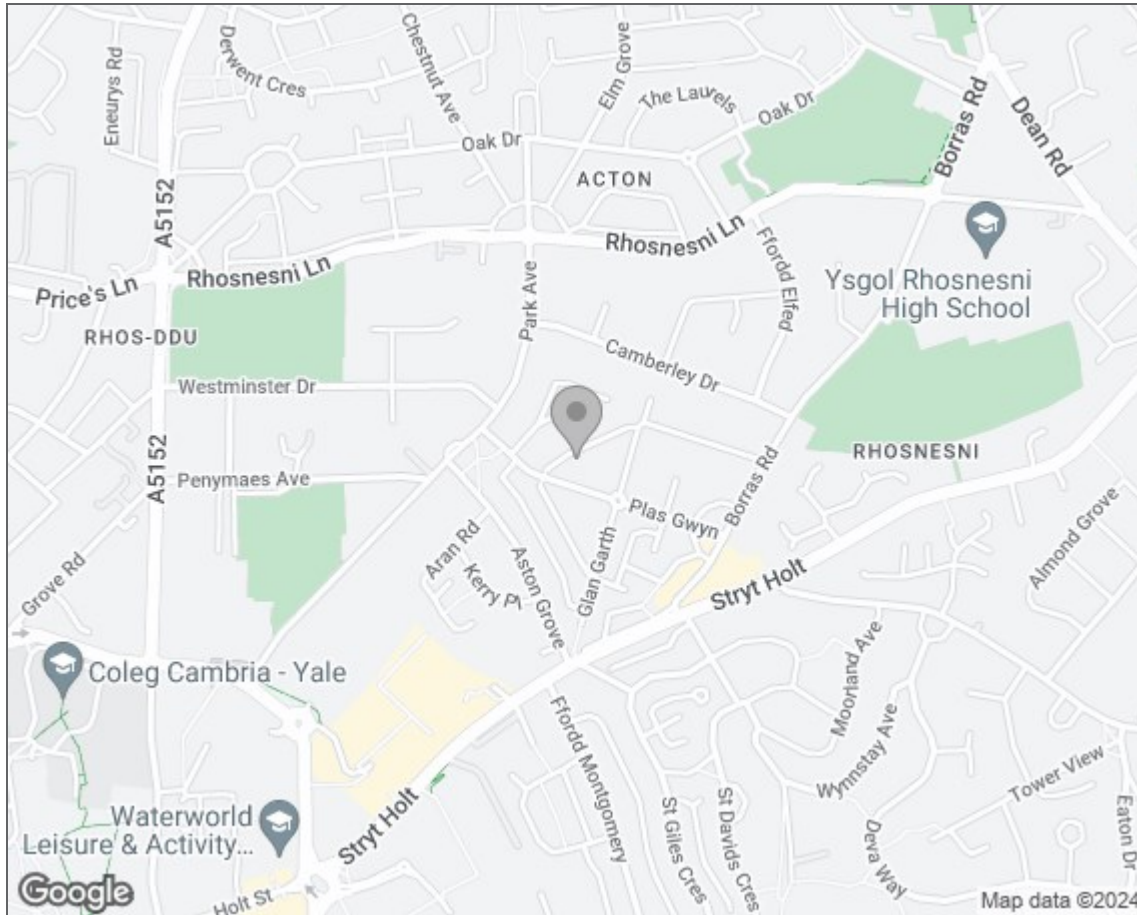 Eneurys Rd
Derwent Cres
Chestnut Ave
Elm Grove
The Laurels
Oak Dr
Oak Dr
Borras Rd
Dean Rd
A5152
ACTON
Rhosnesni Ln
Rhosnesni Ln
Price's Ln
RHOS-DDU
Park Ave
Ffordd Elfed
Ysgol Rhosnesni
High School
Camberley Dr
Westminster Dr
RHOSNESNI
A5152
Penymaes Ave
Borras Rd
Plas Gwyn
Almond Grove
Aran Rd
Kerry Pl
Aston Grove
Glan Garth
Stryt Holt
Grove Rd
Coleg Cambria - Yale
Moorland Ave
Wynnstay Ave
Ffordd Montgomery
St Giles Cres
St Davids Cres
Tower View
Eaton Dr
Deva Way
Waterworld
Leisure & Activity...
Stryt Holt
Holt St
Google
Map data ©2024